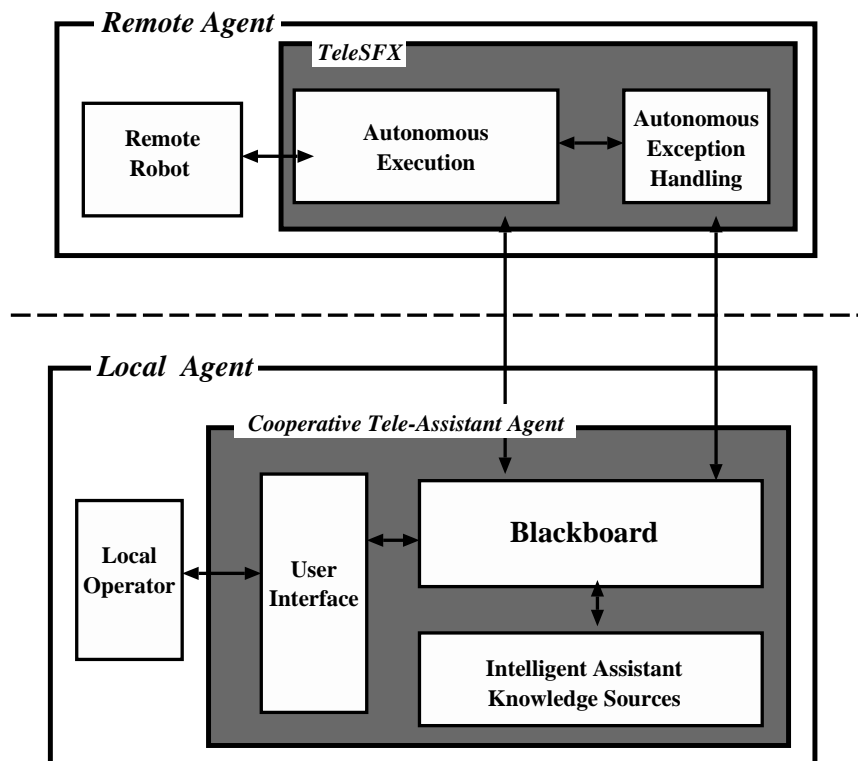 Remote Agent
TeleSFX
Remote
Robot
Autonomous
Execution
Autonomous
Exception
Handling
Local Agent
Cooperative Tele-Assistant Agent
Local
Operator
User
Interface
Blackboard
Intelligent Assistant
Knowledge Sources